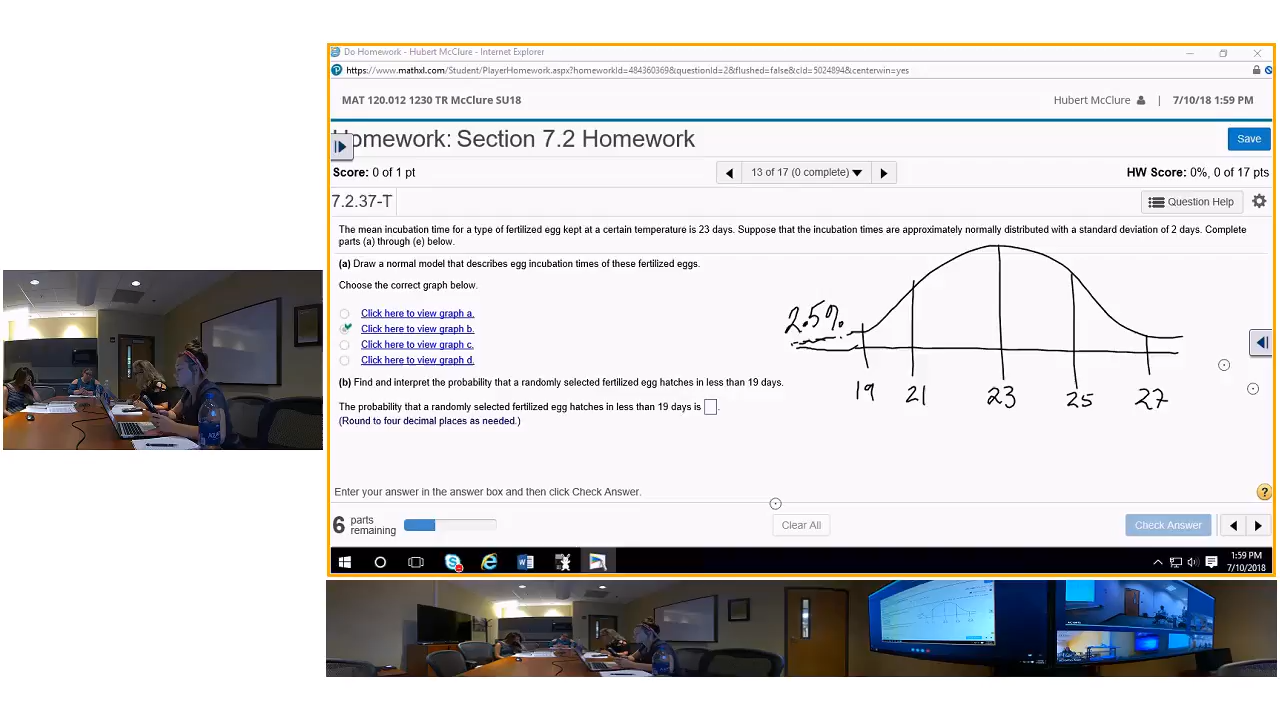 Do Homework - Hubert McClure - Internet Explorer
https://www.mathxl.com/Student/PlayerHomework.aspx?homeworkId=484360369&questionId=2&flushed=false&cId=5024894&centerwin=yes
MAT 120.012 1230 TR McClure SU18
Hubert McClure | 7/10/18 1:59 PM
omework: Section 7.2 Homework
Save
Score: 0 of 1 pt
13 of 17 (0 complete)
HW Score: 0%, 0 of 17 pts
7.2.37-T
Question Help
The mean incubation time for a type of fertilized egg kept at a certain temperature is 23 days. Suppose that the incubation times are approximately normally distributed with a standard deviation of 2 days. Complete
parts (a) through (e) below.
(a) Draw a normal model that describes egg incubation times of these fertilized eggs.
Choose the correct graph below.
Click here to view graph a.
Click here to view graph b.
Click here to view graph c.
Click here to view graph d.
2.5%
19 21 23 25 27
(b) Find and interpret the probability that a randomly selected fertilized egg hatches in less than 19 days.
The probability that a randomly selected fertilized egg hatches in less than 19 days is .
(Round to four decimal places as needed.)
Enter your answer in the answer box and then click Check Answer.
?
6 parts
remaining
Clear All
Check Answer
1:59 PM
7/10/2018